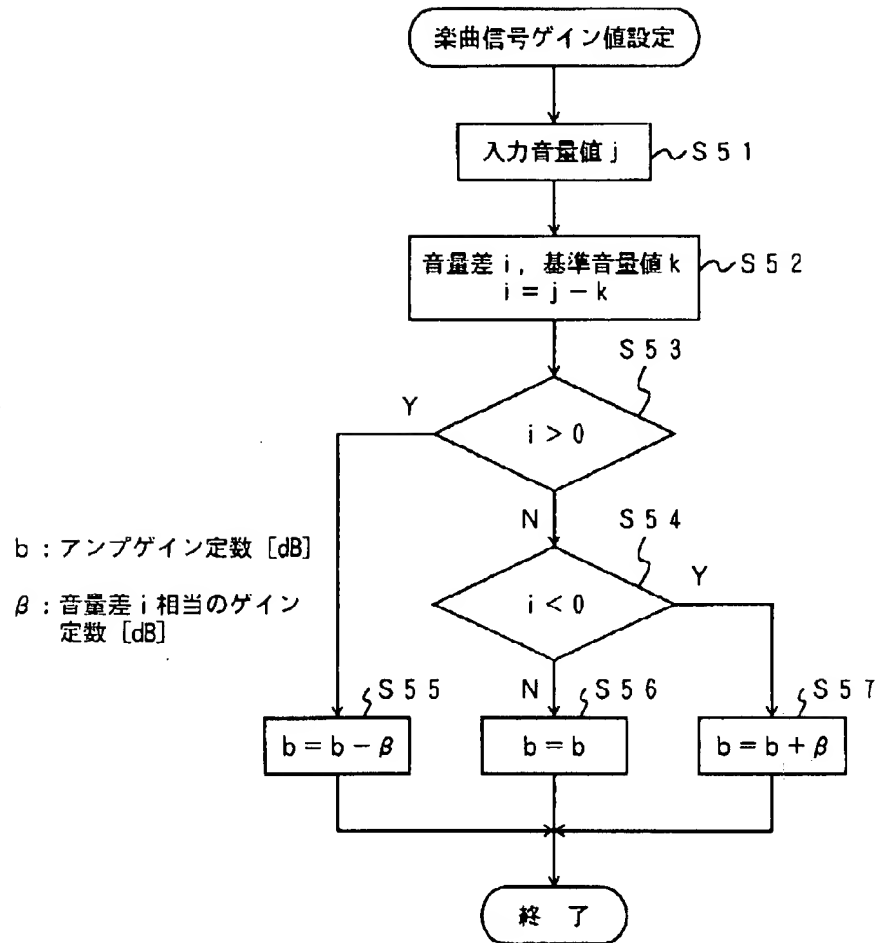 楽曲信号ゲイン値設定
入力音量値 j
S51
音量差 i, 基準音量値 k
i = j − k
S52
S53
Y
i > 0
N
S54
b : アンプゲイン定数 [dB]
i < 0
Y
β : 音量差 i 相当のゲイン
定数 [dB]
S55
N
S56
S57
b = b − β
b = b
b = b + β
終 了